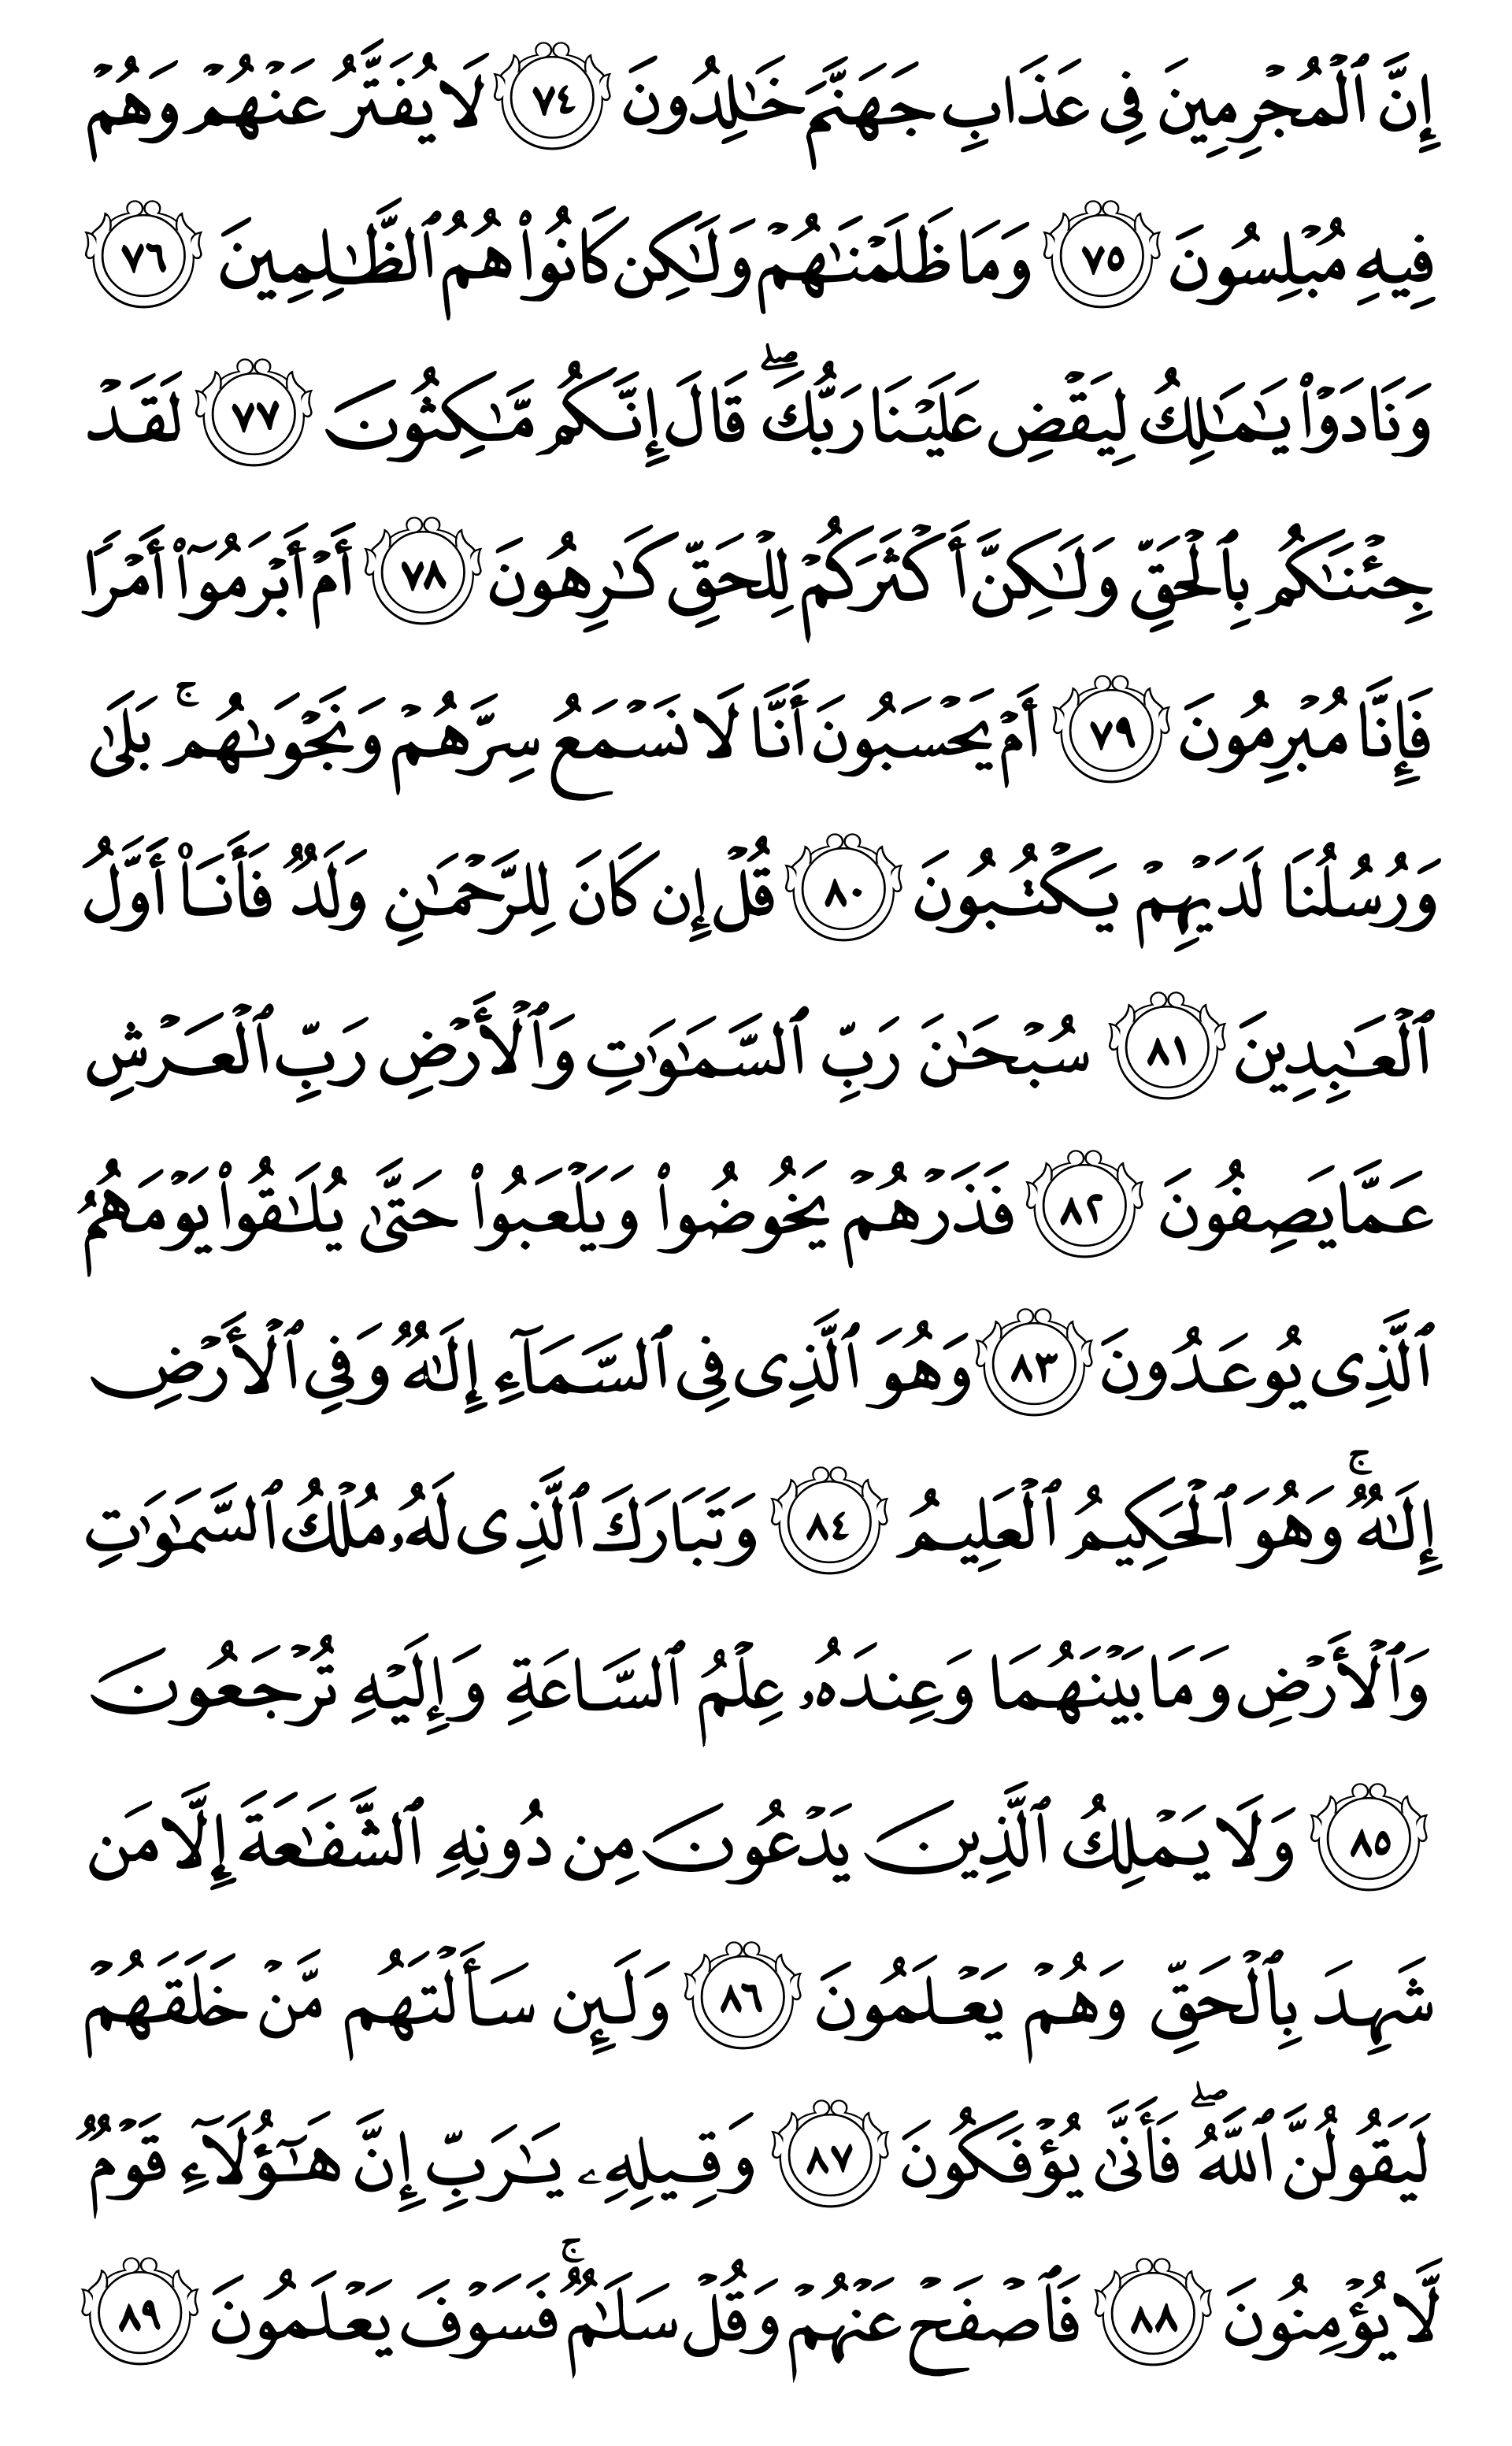 إِنَّ ٱلْمُجْرِمِينَ فِى عَذَابِ جَهَنَّمَ خَٰلِدُونَ ٧٤ لَا يُفَتَّرُ عَنْهُمْ وَهُمْ
فِيهِ مُبْلِسُونَ ٧٥ وَمَا ظَلَمْنَٰهُمْ وَلَٰكِن كَانُوا۟ هُمُ ٱلظَّٰلِمِينَ ٧٦
وَنَادَوْا۟ يَٰمَٰلِكُ لِيَقْضِ عَلَيْنَا رَبُّكَ ۖ قَالَ إِنَّكُم مَّٰكِثُونَ ٧٧ لَقَدْ
جِئْنَٰكُم بِٱلْحَقِّ وَلَٰكِنَّ أَكْثَرَكُمْ لِلْحَقِّ كَٰرِهُونَ ٧٨ أَمْ أَبْرَمُوٓا۟ أَمْرًا
فَإِنَّا مُبْرِمُونَ ٧٩ أَمْ يَحْسَبُونَ أَنَّا لَا نَسْمَعُ سِرَّهُمْ وَنَجْوَىٰهُم ۚ بَلَىٰ
وَرُسُلُنَا لَدَيْهِمْ يَكْتُبُونَ ٨٠ قُلْ إِن كَانَ لِلرَّحْمَٰنِ وَلَدٌ فَأَنَا۠ أَوَّلُ
ٱلْعَٰبِدِينَ ٨١ سُبْحَٰنَ رَبِّ ٱلسَّمَٰوَٰتِ وَٱلْأَرْضِ رَبِّ ٱلْعَرْشِ
عَمَّا يَصِفُونَ ٨٢ فَذَرْهُمْ يَخُوضُوا۟ وَيَلْعَبُوا۟ حَتَّىٰ يُلَٰقُوا۟ يَوْمَهُمُ
ٱلَّذِى يُوعَدُونَ ٨٣ وَهُوَ ٱلَّذِى فِى ٱلسَّمَآءِ إِلَٰهٌ وَفِى ٱلْأَرْضِ
إِلَٰهٌ ۚ وَهُوَ ٱلْحَكِيمُ ٱلْعَلِيمُ ٨٤ وَتَبَارَكَ ٱلَّذِى لَهُۥ مُلْكُ ٱلسَّمَٰوَٰتِ
وَٱلْأَرْضِ وَمَا بَيْنَهُمَا وَعِندَهُۥ عِلْمُ ٱلسَّاعَةِ وَإِلَيْهِ تُرْجَعُونَ
٨٥ وَلَا يَمْلِكُ ٱلَّذِينَ يَدْعُونَ مِن دُونِهِ ٱلشَّفَٰعَةَ إِلَّا مَن
شَهِدَ بِٱلْحَقِّ وَهُمْ يَعْلَمُونَ ٨٦ وَلَئِن سَأَلْتَهُم مَّنْ خَلَقَهُمْ
لَيَقُولُنَّ ٱللَّهُ ۖ فَأَنَّىٰ يُؤْفَكُونَ ٨٧ وَقِيلِهِۦ يَٰرَبِّ إِنَّ هَٰٓؤُلَآءِ قَوْمٌ
لَّا يُؤْمِنُونَ ٨٨ فَٱصْفَحْ عَنْهُمْ وَقُلْ سَلَٰمٌ ۚ فَسَوْفَ يَعْلَمُونَ ٨٩